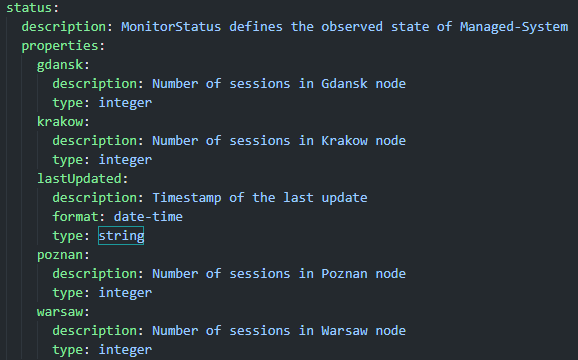 status:
description: MonitorStatus defines the observed state of Managed-System
properties:
gdansk:
description: Number of sessions in Gdansk node
type: integer
krakow:
description: Number of sessions in Krakow node
type: integer
lastUpdated:
description: Timestamp of the last update
format: date-time
type: string
poznan:
description: Number of sessions in Poznan node
type: integer
warsaw:
description: Number of sessions in Warsaw node
type: integer